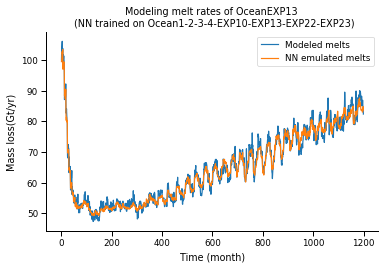 Modeling melt rates of OceanEXP13
(NN trained on Ocean1-2-3-4-EXP10-EXP13-EXP22-EXP23)
Modeled melts
NN emulated melts
Mass loss(Gt/yr)
100
90
80
70
60
50
0
200
400
600
800
1000
1200
Time (month)